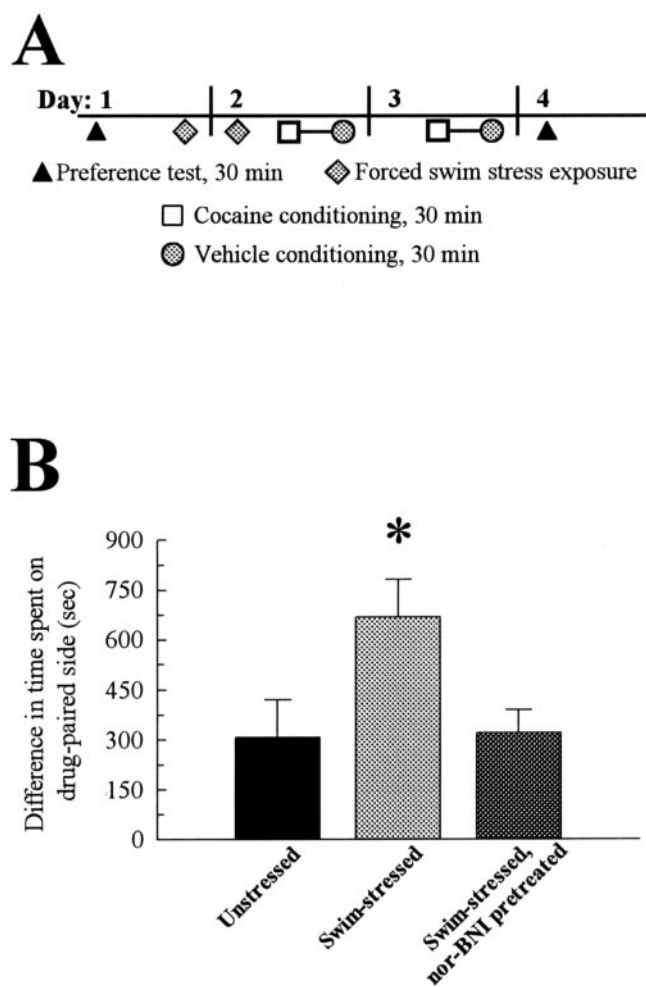 A
Day: 1 2 3 4
Preference test, 30 min Forced swim stress exposure
Cocaine conditioning, 30 min
Vehicle conditioning, 30 min
B
*
Difference in time spent on
drug-paired side (sec)
900
750
600
450
300
150
0
Unstressed
Swim-stressed
Swim-stressed,
nor-BNI pretreated